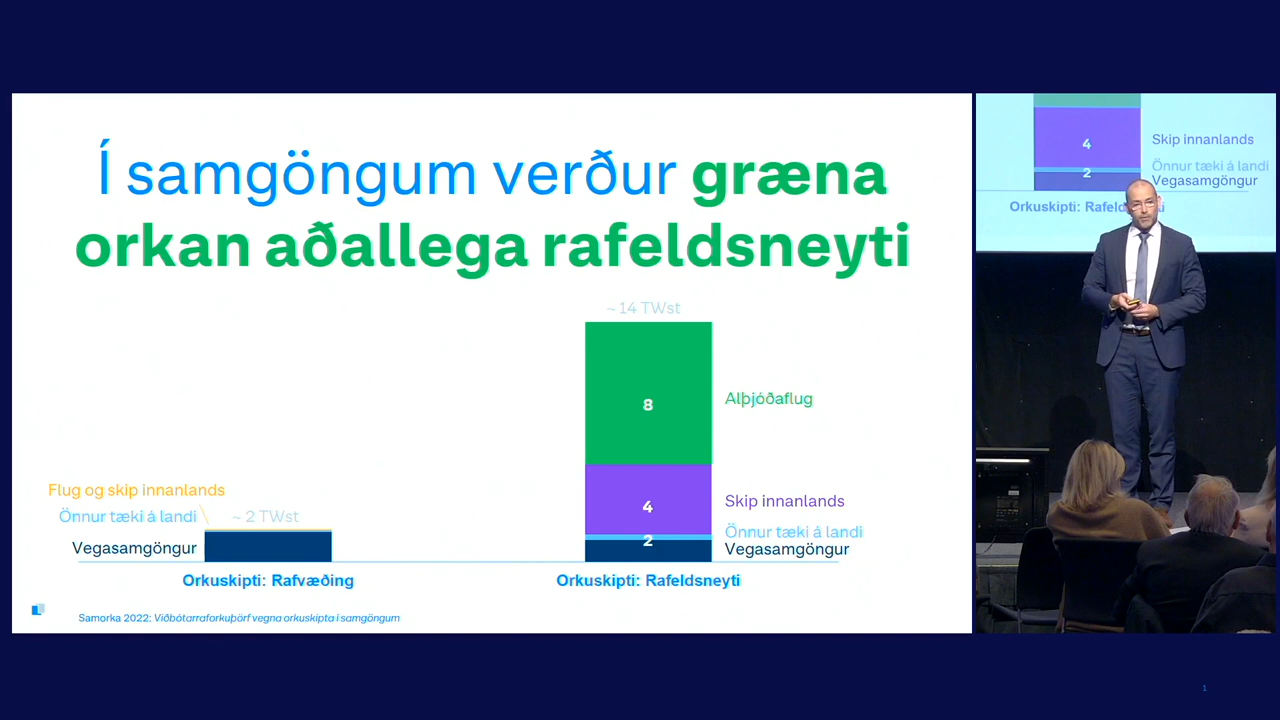 Í samgöngum verður græna
orkan aðallega rafeldsneyti
~ 14 TWst
8
Alþjóðaflug
4
Skip innanlands
Önnur tæki á landi
2
Vegasamgöngur
Flug og skip innanlands
Önnur tæki á landi
~ 2 TWst
Vegasamgöngur
Orkuskipti: Rafvæðing
Orkuskipti: Rafeldsneyti
Samorka 2022: Viðbótarraforkuþörf vegna orkuskipta í samgöngum
4
Skip innanlands
Önnur tæki á landi
2
Vegasamgöngur
Orkuskipti:
1